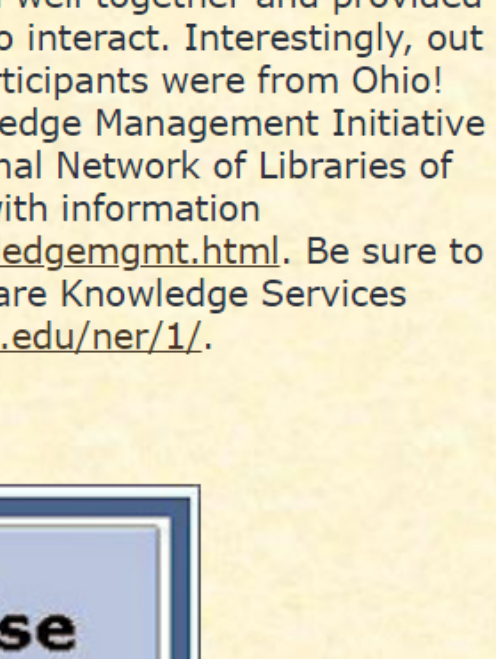 well together and provided
o interact. Interestingly, out
ticipants were from Ohio!
edge Management Initiative
nal Network of Libraries of
ith information
edgemgmt.html. Be sure to
are Knowledge Services
.edu/ner/1/.
se